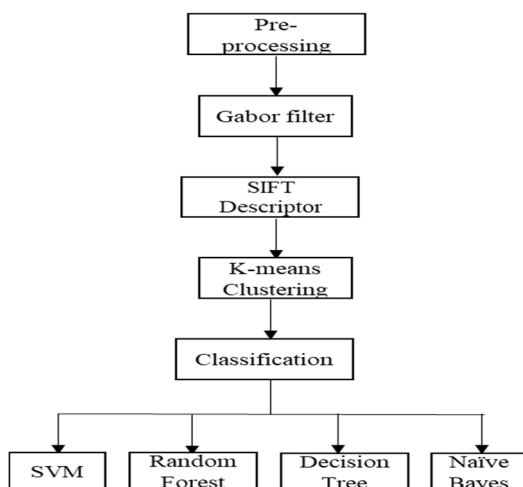 Pre-
processing
Gabor filter
SIFT
Descriptor
K-means
Clustering
Classification
SVM
Random
Forest
Decision
Tree
Naïve
Bayes